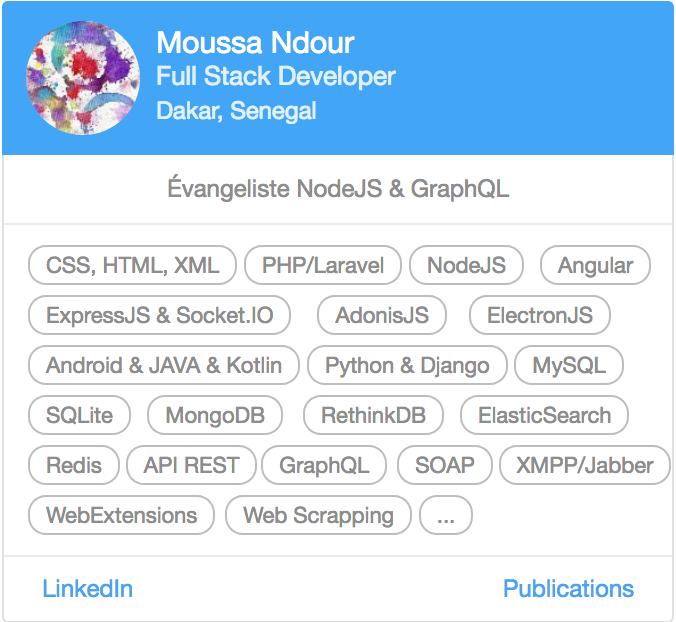 Moussa Ndour
Full Stack Developer
Dakar, Senegal
Évangeliste NodeJS & GraphQL
CSS, HTML, XML PHP/Laravel NodeJS Angular
ExpressJS & Socket.IO AdonisJS ElectronJS
Android & JAVA & Kotlin Python & Django MySQL
SQLite MongoDB RethinkDB ElasticSearch
Redis API REST GraphQL SOAP XMPP/Jabber
WebExtensions Web Scrapping ...
LinkedIn Publications